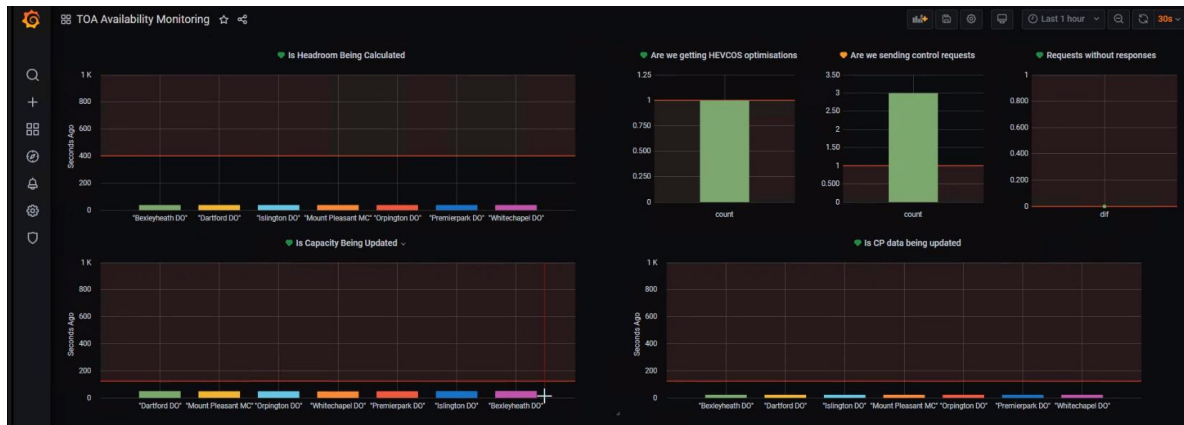 TOA Availability Monitoring
Last 1 hour
30s
Is Headroom Being Calculated
1 K
800
600
400
200
0
Seconds Ago
"Bexleyheath DO" "Dartford DO" "Islington DO" "Mount Pleasant MC" "Orpington DO" "Premierpark DO" "Whitechapel DO"
Are we getting HEVCOS optimisations
1.25
1
0.750
0.500
0.250
0
count
Are we sending control requests
3.50
3
2.50
2
1.50
1
0.500
0
count
Requests without responses
1
0.800
0.600
0.400
0.200
0
dif
Is Capacity Being Updated
1 K
800
600
400
200
0
Seconds Ago
"Dartford DO" "Mount Pleasant MC" "Orpington DO" "Whitechapel DO" "Premierpark DO" "Islington DO" "Bexleyheath DO"
Is CP data being updated
1 K
800
600
400
200
0
Seconds Ago
"Bexleyheath DO" "Dartford DO" "Islington DO" "Mount Pleasant MC" "Orpington DO" "Premierpark DO" "Whitechapel DO"